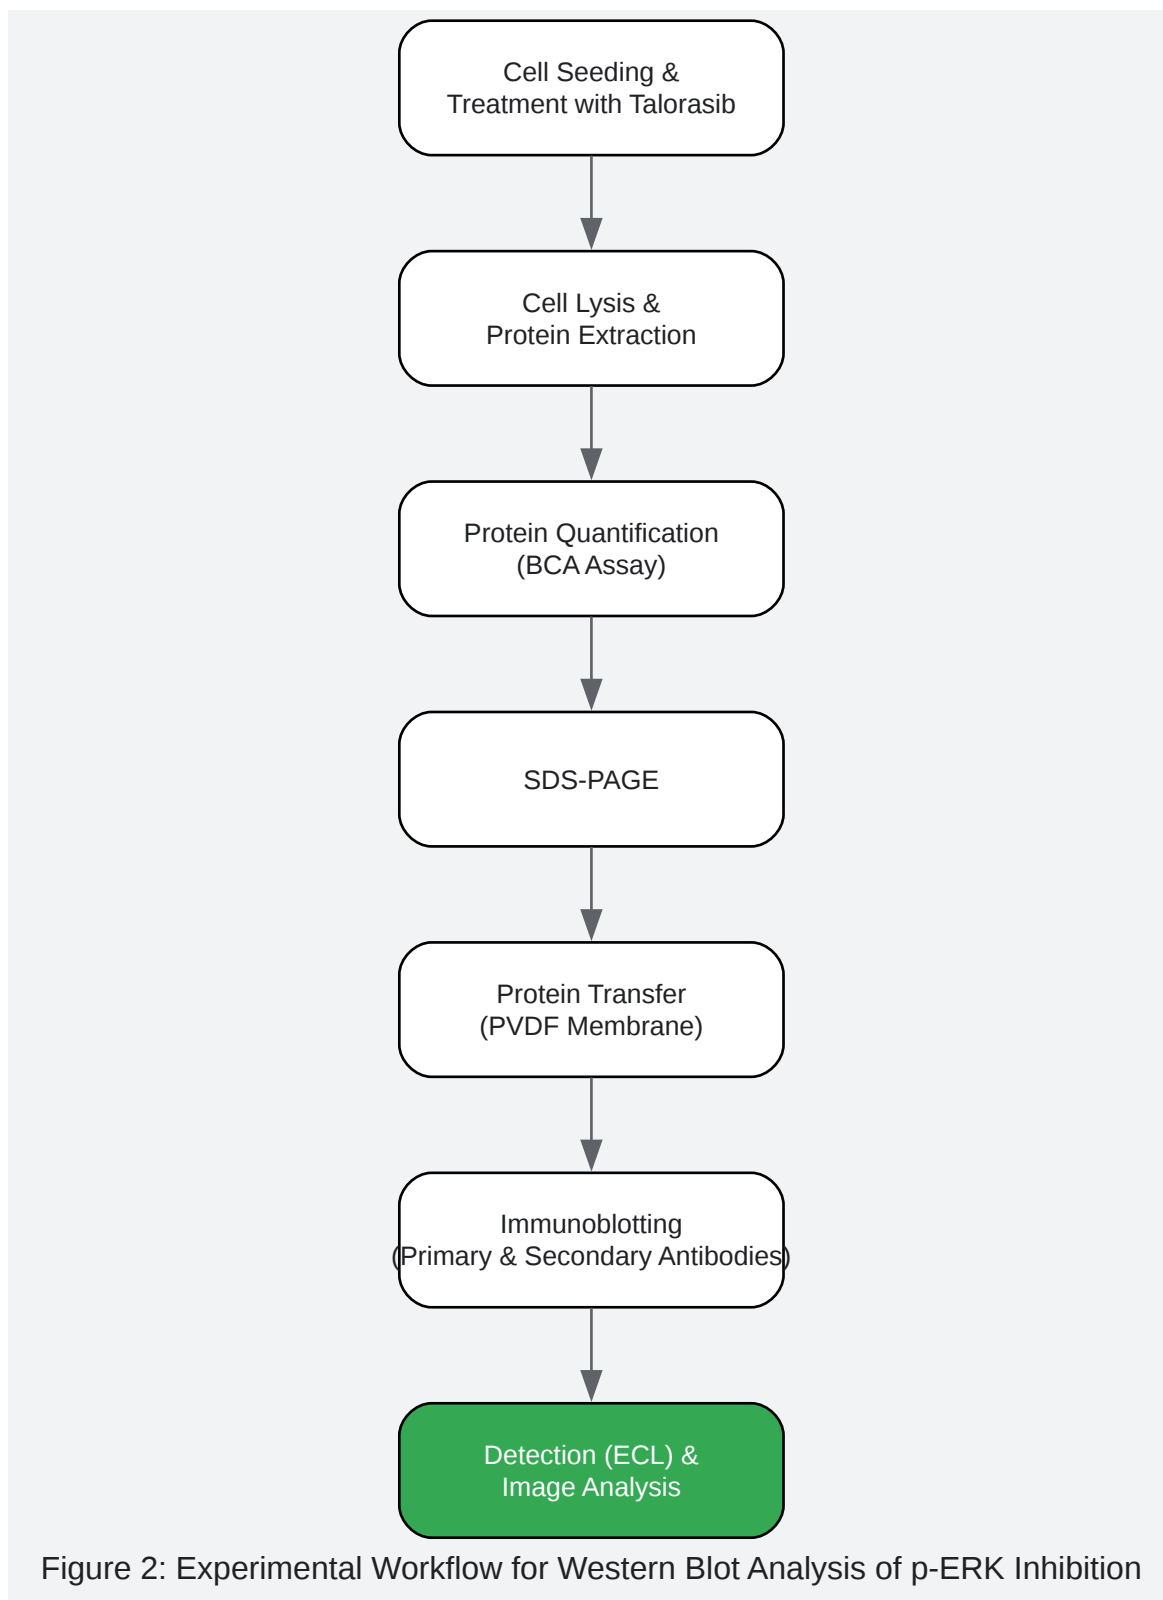 Cell Seeding &
Treatment with Talorasib
Cell Lysis &
Protein Extraction
Protein Quantification
(BCA Assay)
SDS-PAGE
Protein Transfer
(PVDF Membrane)
Immunoblotting
(Primary & Secondary Antibodies)
Detection (ECL) &
Image Analysis
Figure 2: Experimental Workflow for Western Blot Analysis of p-ERK Inhibition